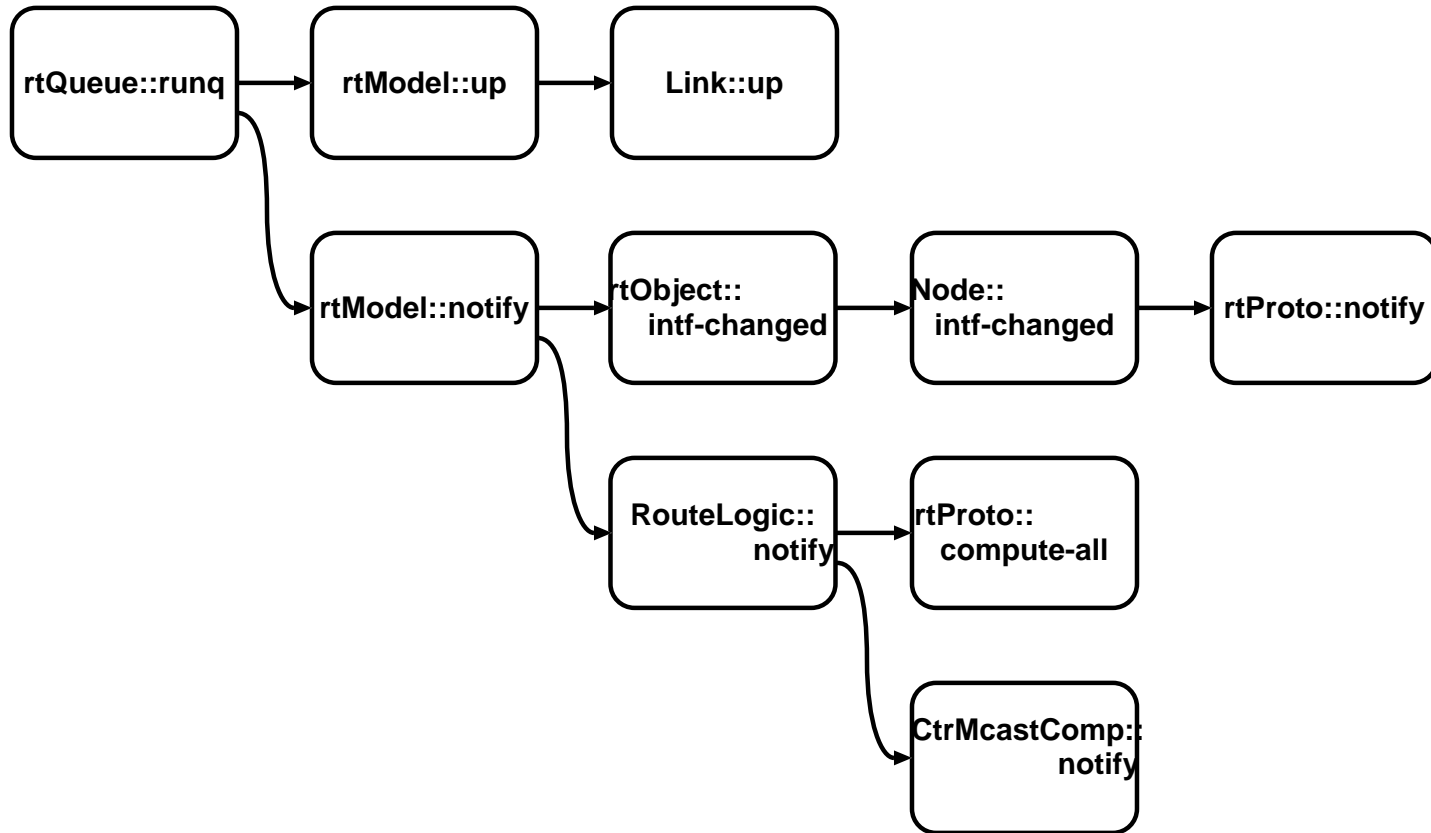 rtQueue::runq
rtModel::up
Link::up
rtModel::notify
rtObject::
intf-changed
Node::
intf-changed
rtProto::notify
RouteLogic::
notify
rtProto::
compute-all
CtrMcastComp::
notify